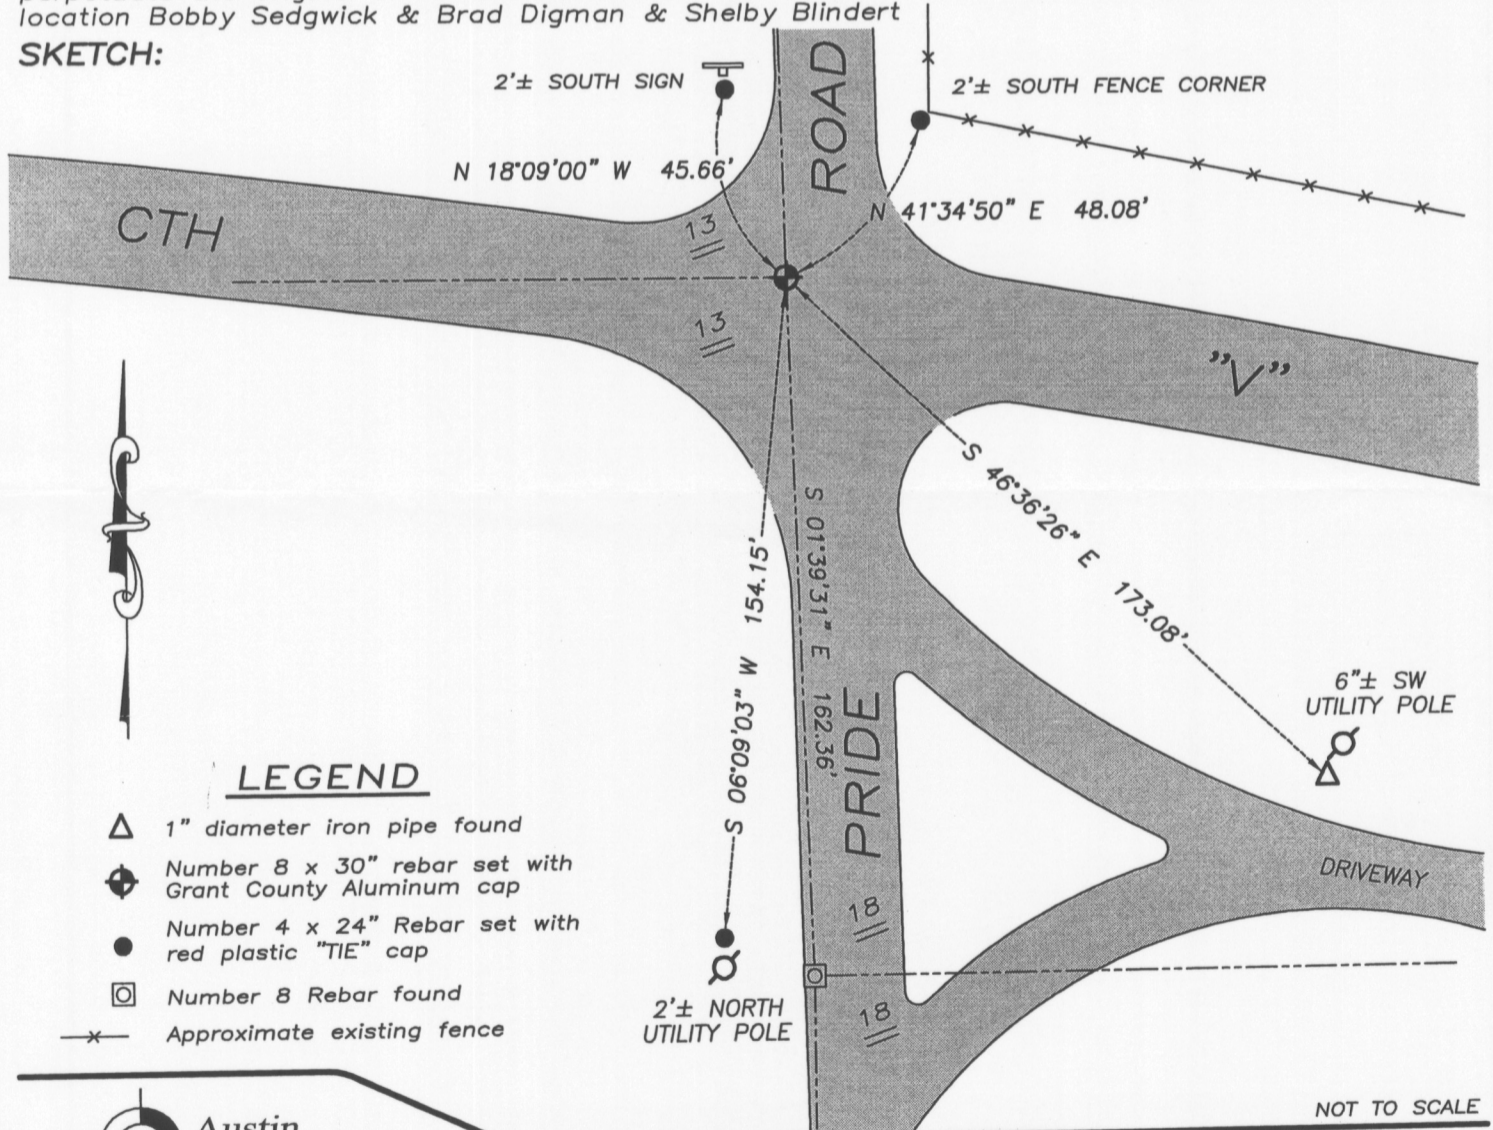 location Bobby Sedgwick & Brad Digman & Shelby Blindert
SKETCH:
2'± SOUTH SIGN
ROAD
2'± SOUTH FENCE CORNER
N 18°09'00" W 45.66'
N 41°34'50" E 48.08'
CTH
13
13
"V"
S 46°36'26" E 173.08'
S 01°39'31" E 162.36'
S 06°09'03" W 154.15'
PRIDE
6"± SW
UTILITY POLE
LEGEND
1" diameter iron pipe found
Number 8 x 30" rebar set with
Grant County Aluminum cap
Number 4 x 24" Rebar set with
red plastic "TIE" cap
Number 8 Rebar found
Approximate existing fence
DRIVEWAY
18
18
2'± NORTH
UTILITY POLE
NOT TO SCALE
Austin